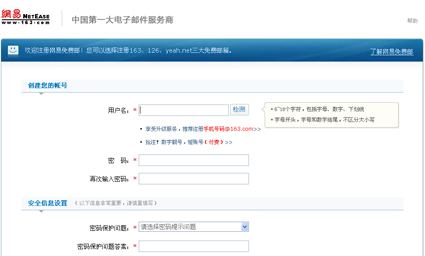 網易 NETEASE
www.163.com
中国第一大电子邮件服务商
帮助
欢迎注册网易免费邮！您可以选择注册163、126、yeah.net三大免费邮箱。
了解网易免费邮
创建您的帐号
用户名：* 检测
• 6~18个字符，包括字母、数字、下划线
• 字母开头，字母和数字结尾，不区分大小写
• 享受升级服务，推荐注册手机号码@163.com>>
数字靓号，短账号（付费）>>
密 码：*
再次输入密码：*
安全信息设置 （以下信息非常重要，请慎重填写）
密码保护问题：* 请选择密码提示问题
密码保护问题答案：*